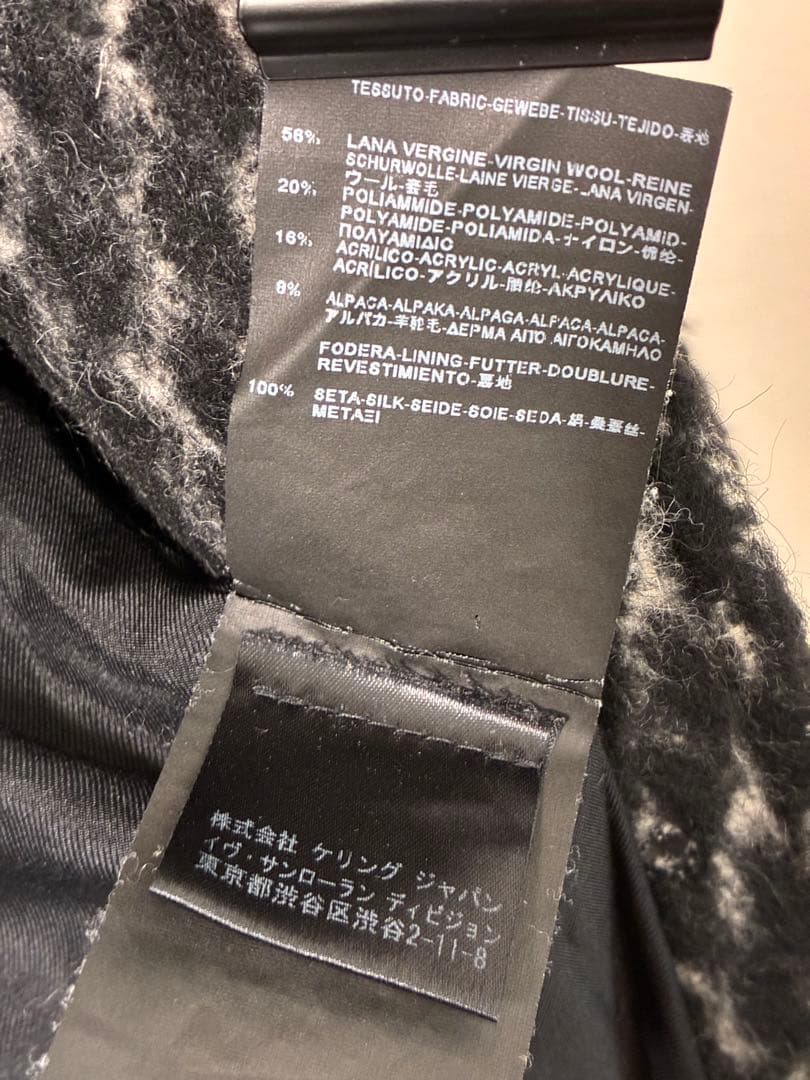 TESSUTO-FABRIC-GEWEBE-TISSU-TEJIDO-表地
56% LANA VERGINE-VIRGIN WOOL-REINE
SCHURWOLLE-LAINE VIERGE-LANA VIRGEN-
ウール-套毛
20% POLIAMMIDE-POLYAMIDE-POLYAMID-
POLYAMIDE-POLIAMIDA-ナイロン-棉纶-
ΠΟΛΥΑΜΙΔΙΟ
16% ACRILICO-ACRYLIC-ACRYL-ACRYLIQUE-
ACRÍLICO-アクリル-腈纶-ΑΚΡΥΛΙΚΟ
8% ALPACA-ALPAKA-ALPAGA-ALPACA-ALPACA-
アルパカ-羊驼毛-ΔΕΡΜΑ ΑΠΟ ΑΙΓΟΚΑΜΗΛΟ
FODERA-LINING-FUTTER-DOUBLURE-
REVESTIMIENTO-裏地
100% SETA-SILK-SEIDE-SOIE-SEDA-絹-桑蚕丝-
ΜΕΤΑΞΙ
株式会社 ケリング ジャパン
イヴ・サンローラン ディビジョン
東京都渋谷区渋谷2-11-8